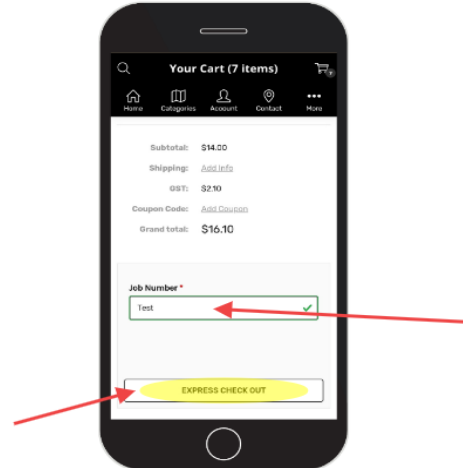 Your Cart (7 items)
Home Categories Account Contact More
Subtotal: $14.00
Shipping: Add Info
GST: $2.10
Coupon Code: Add Coupon
Grand total: $16.10
Job Number *
Test
EXPRESS CHECK OUT